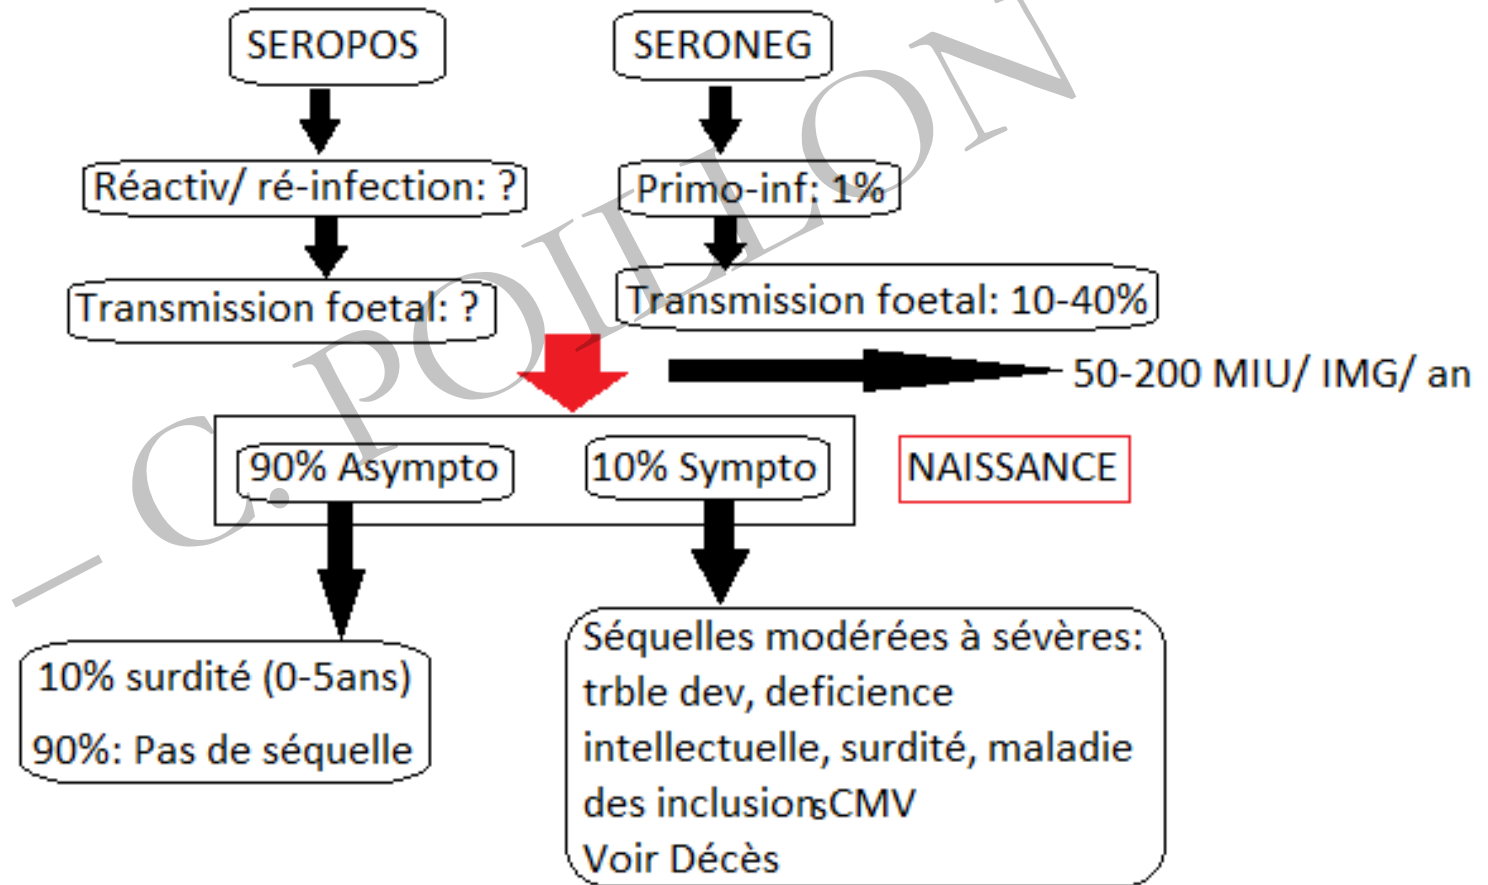 SEROPOS
SERONEG
Réactiv/ ré-infection: ?
Primo-inf: 1%
Transmission foetal: ?
Transmission foetal: 10-40%
50-200 MIU/ IMG/ an
90% Asympto
10% Sympto
NAISSANCE
10% surdité (0-5ans)
90%: Pas de séquelle
Séquelles modérées à sévères:
trble dev, deficience
intellectuelle, surdité, maladie
des inclusions CMV
Voir Décès
– C. POILLON